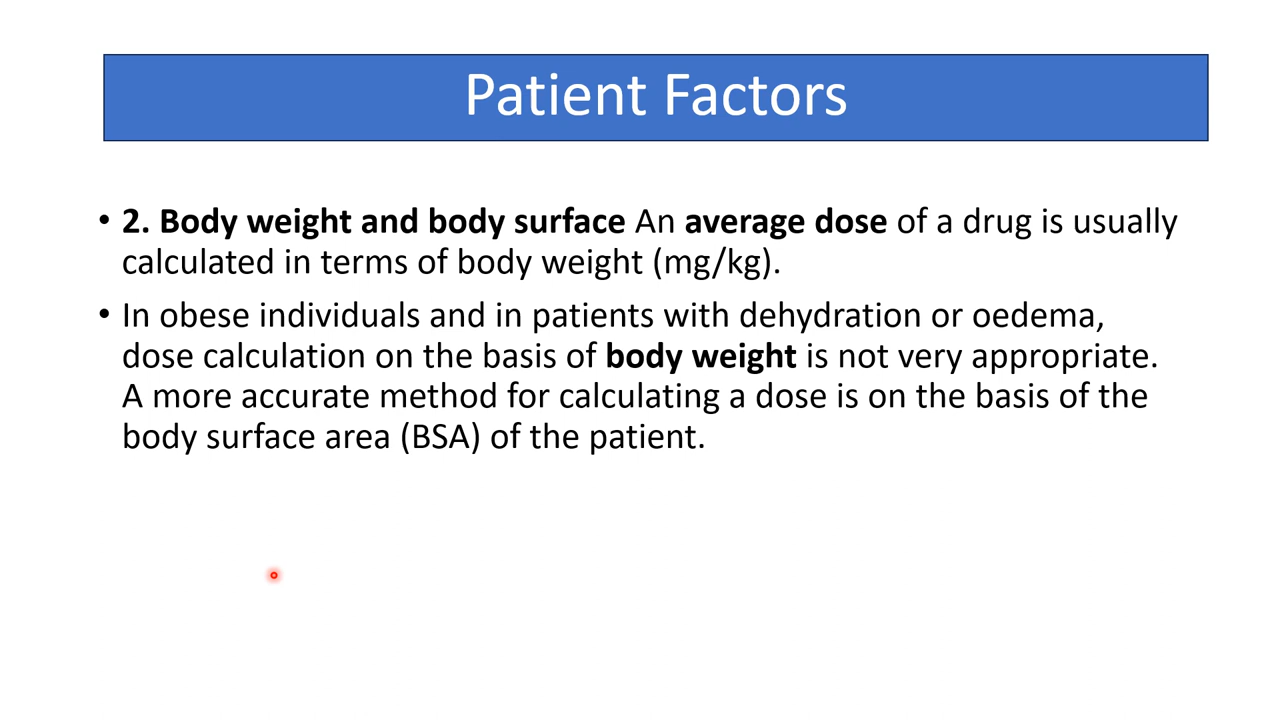 Patient Factors
• 2. Body weight and body surface An average dose of a drug is usually
calculated in terms of body weight (mg/kg).
• In obese individuals and in patients with dehydration or oedema,
dose calculation on the basis of body weight is not very appropriate.
A more accurate method for calculating a dose is on the basis of the
body surface area (BSA) of the patient.